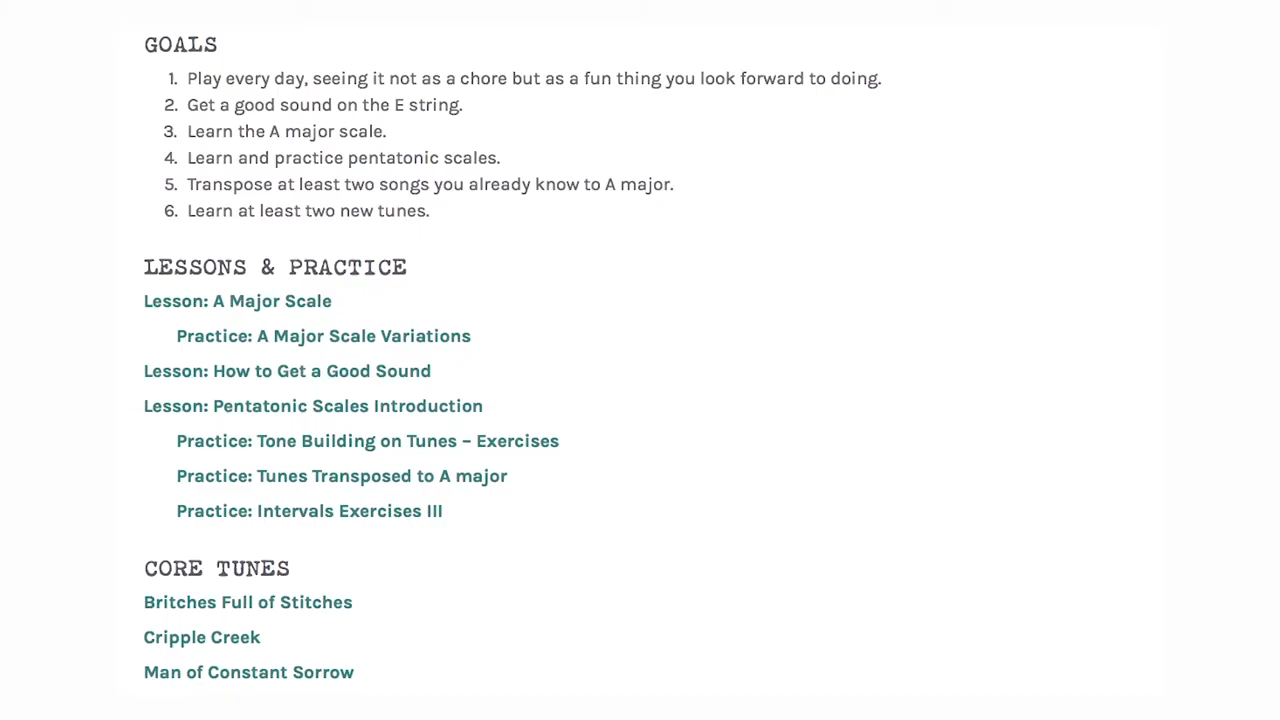 GOALS
1. Play every day, seeing it not as a chore but as a fun thing you look forward to doing.
2. Get a good sound on the E string.
3. Learn the A major scale.
4. Learn and practice pentatonic scales.
5. Transpose at least two songs you already know to A major.
6. Learn at least two new tunes.
LESSONS & PRACTICE
Lesson: A Major Scale
Practice: A Major Scale Variations
Lesson: How to Get a Good Sound
Lesson: Pentatonic Scales Introduction
Practice: Tone Building on Tunes – Exercises
Practice: Tunes Transposed to A major
Practice: Intervals Exercises III
CORE TUNES
Britches Full of Stitches
Cripple Creek
Man of Constant Sorrow